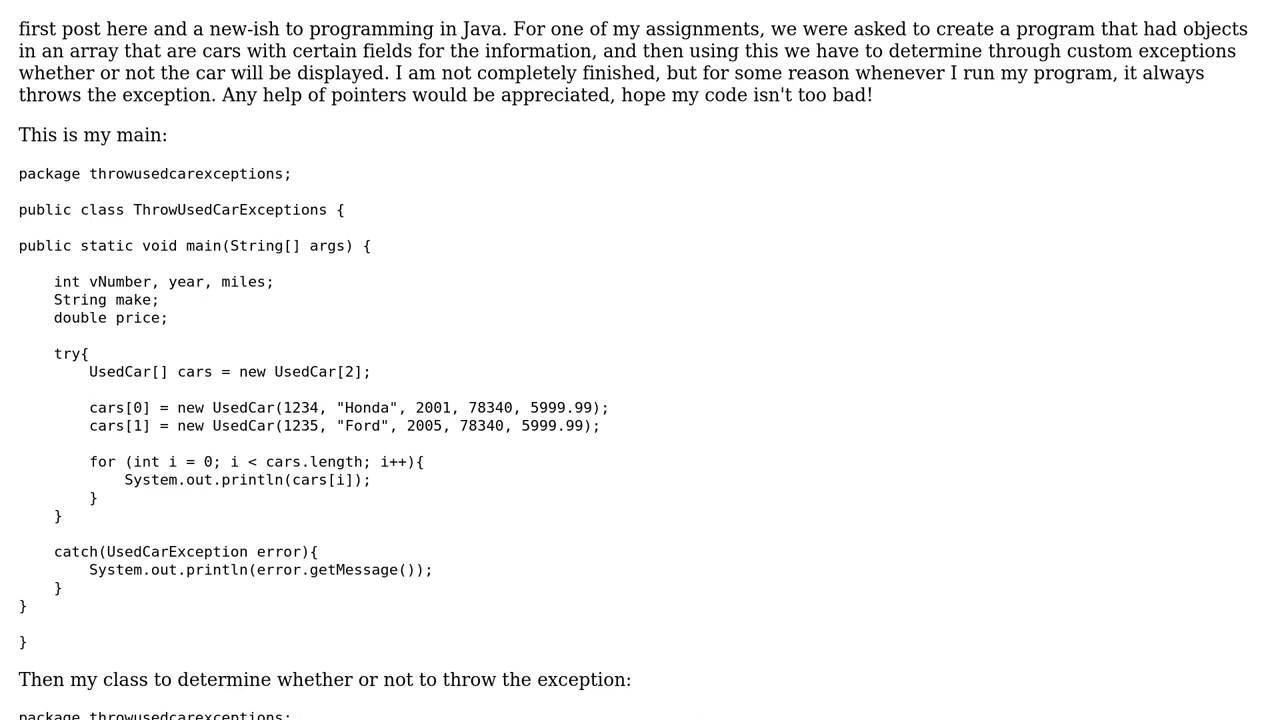 first post here and a new-ish to programming in Java. For one of my assignments, we were asked to create a program that had objects
in an array that are cars with certain fields for the information, and then using this we have to determine through custom exceptions
whether or not the car will be displayed. I am not completely finished, but for some reason whenever I run my program, it always
throws the exception. Any help of pointers would be appreciated, hope my code isn't too bad!
This is my main:
package throwusedcarexceptions;
public class ThrowUsedCarExceptions {
public static void main(String[] args) {
    int vNumber, year, miles;
    String make;
    double price;
    try{
        UsedCar[] cars = new UsedCar[2];
        cars[0] = new UsedCar(1234, "Honda", 2001, 78340, 5999.99);
        cars[1] = new UsedCar(1235, "Ford", 2005, 78340, 5999.99);
        for (int i = 0; i < cars.length; i++){
            System.out.println(cars[i]);
        }
    }
    catch(UsedCarException error){
        System.out.println(error.getMessage());
    }
}
}
Then my class to determine whether or not to throw the exception:
package throwusedcarexceptions;